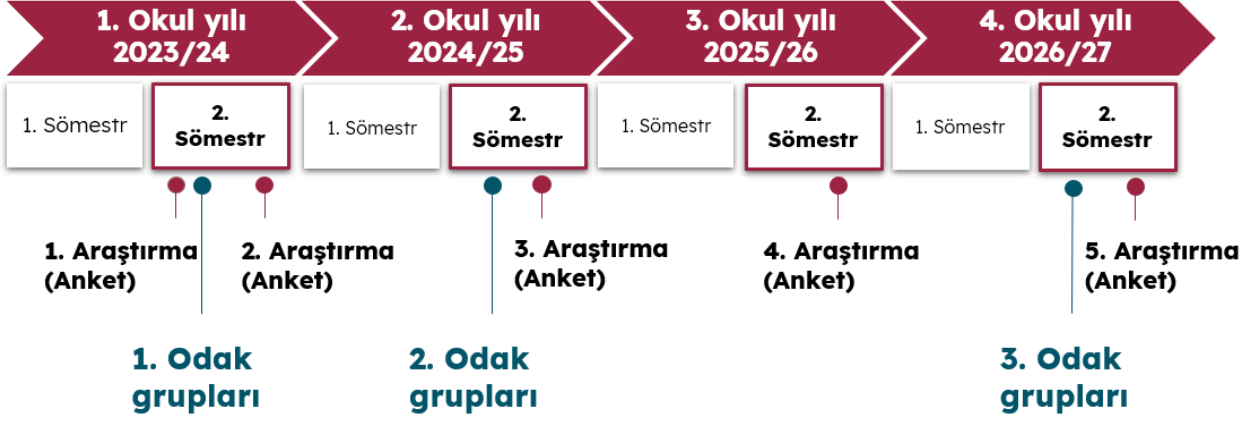 1. Okul yılı
2023/24
2. Okul yılı
2024/25
3. Okul yılı
2025/26
4. Okul yılı
2026/27
1. Sömestr
2.
Sömestr
1. Sömestr
2.
Sömestr
1. Sömestr
2.
Sömestr
1. Sömestr
2.
Sömestr
1. Araştırma
(Anket)
2. Araştırma
(Anket)
3. Araştırma
(Anket)
4. Araştırma
(Anket)
5. Araştırma
(Anket)
1. Odak
grupları
2. Odak
grupları
3. Odak
grupları